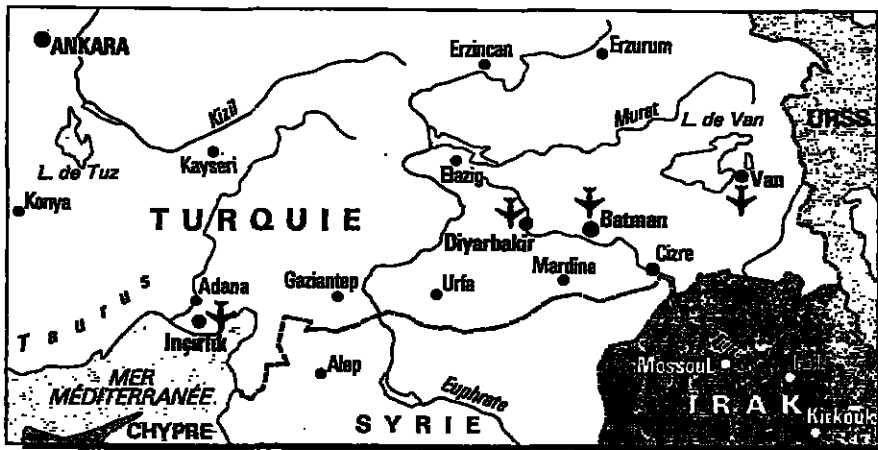 ANKARA
Erzincan
Erzurum
Kizil
Murat
L. de Van
URSS
L. de Tuz
Kayseri
Elazig
Van
Konya
TURQUIE
Batman
Diyarbakir
Cizre
Mardine
Gaziantep
Urfa
Adana
Taurus
Incirlik
Mossoul
Alep
MER
MÉDITERRANÉE
Euphrate
IRAK
CHYPRE
SYRIE
Kirkouk